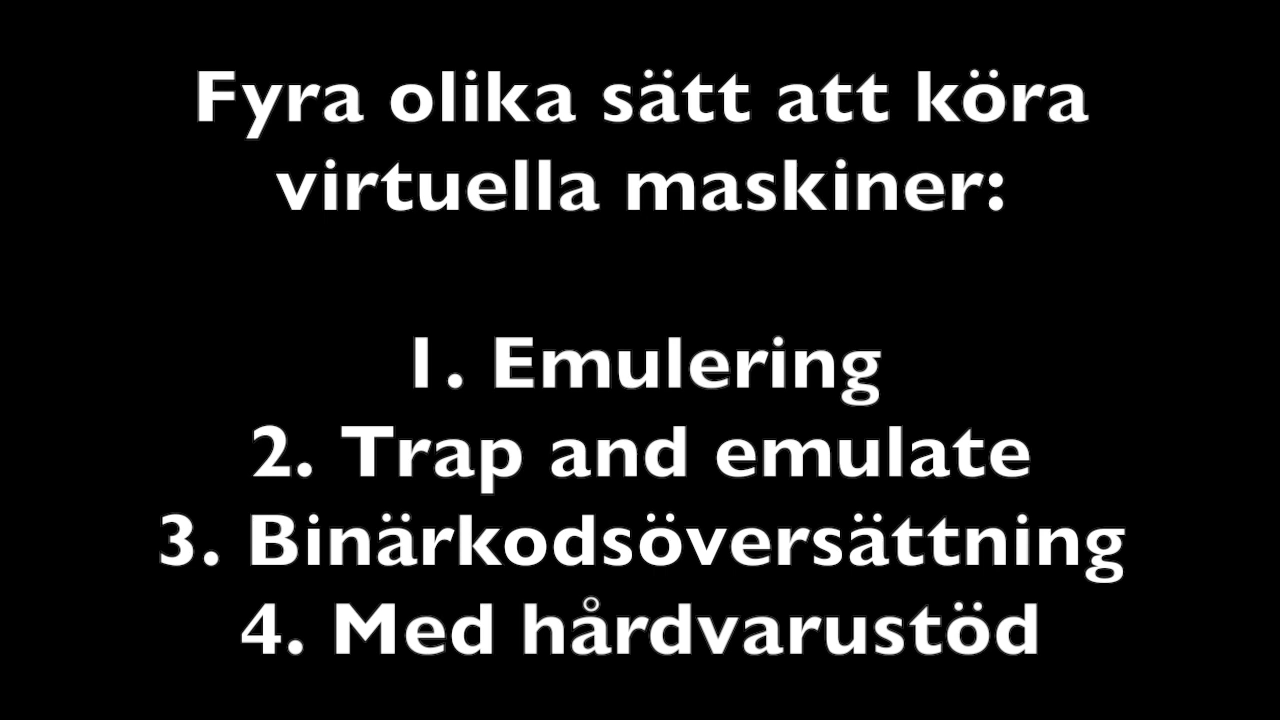 Fyra olika sätt att köra
virtuella maskiner:
1. Emulering
2. Trap and emulate
3. Binärkodsöversättning
4. Med hårdvarustöd